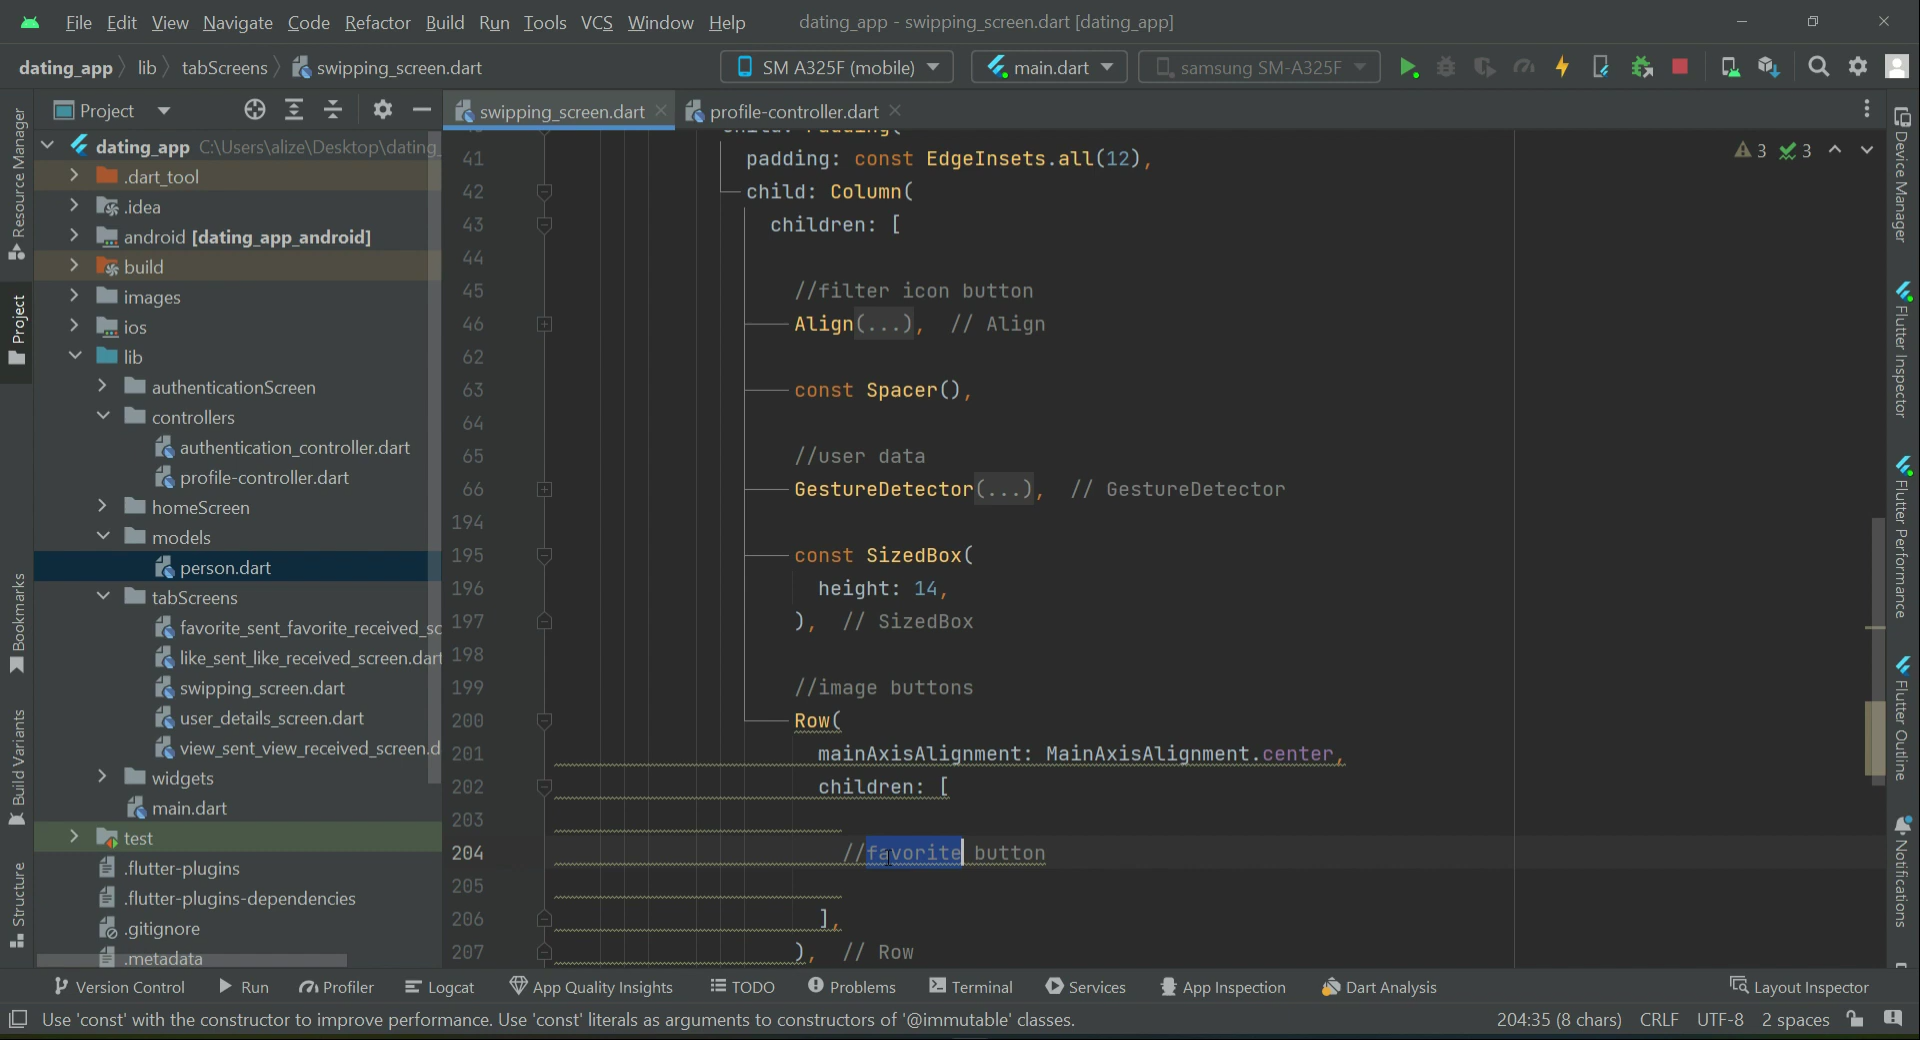 File Edit View Navigate Code Refactor Build Run Tools VCS Window Help dating_app - swipping_screen.dart [dating_app]
dating_app lib tabScreens swipping_screen.dart SM A325F (mobile) main.dart samsung SM-A325F
Project swipping_screen.dart profile-controller.dart
dating_app C:\Users\alize\Desktop\dating_
.dart_tool
.idea
android [dating_app_android]
build
images
ios
lib
authenticationScreen
controllers
authentication_controller.dart
profile-controller.dart
homeScreen
models
person.dart
tabScreens
favorite_sent_favorite_received_sc
like_sent_like_received_screen.dart
swipping_screen.dart
user_details_screen.dart
view_sent_view_received_screen.d
widgets
main.dart
test
.flutter-plugins
.flutter-plugins-dependencies
.gitignore
.metadata
child: Padding(
41 padding: const EdgeInsets.all(12),
42 child: Column(
43 children: [
44
45 //filter icon button
46 Align(...), // Align
62
63 const Spacer(),
64
65 //user data
66 GestureDetector(...), // GestureDetector
194
195 const SizedBox(
196 height: 14,
197 ), // SizedBox
198
199 //image buttons
200 Row(
201 mainAxisAlignment: MainAxisAlignment.center,
202 children: [
203
204 //favorite button
205
206 ],
207 ), // Row
3 3
Resource Manager
Project
Bookmarks
Build Variants
Structure
Device Manager
Flutter Inspector
Flutter Performance
Flutter Outline
Notifications
Version Control Run Profiler Logcat App Quality Insights TODO Problems Terminal Services App Inspection Dart Analysis Layout Inspector
Use 'const' with the constructor to improve performance. Use 'const' literals as arguments to constructors of '@immutable' classes. 204:35 (8 chars) CRLF UTF-8 2 spaces